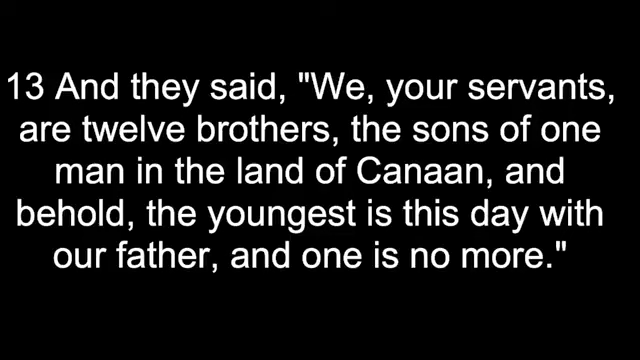 13 And they said, "We, your servants,
are twelve brothers, the sons of one
man in the land of Canaan, and
behold, the youngest is this day with
our father, and one is no more."